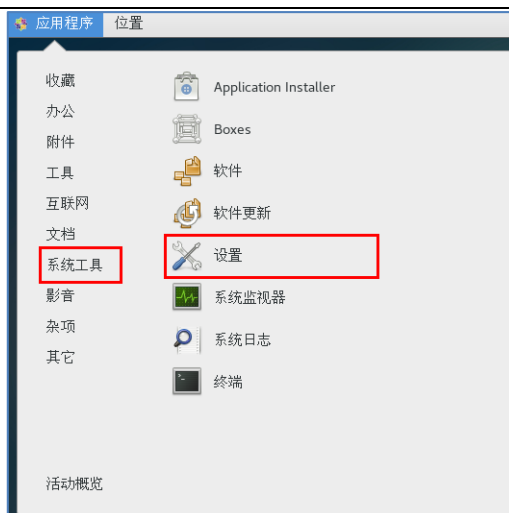 应用程序 位置
收藏
办公
附件
工具
互联网
文档
系统工具
影音
杂项
其它
活动概览
Application Installer
Boxes
软件
软件更新
设置
系统监视器
系统日志
终端